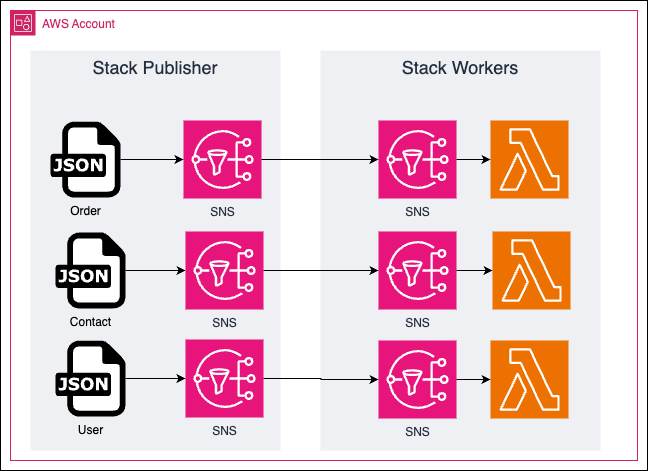 AWS Account
Stack Publisher
Stack Workers
JSON
Order
SNS
SNS
JSON
Contact
SNS
SNS
JSON
User
SNS
SNS